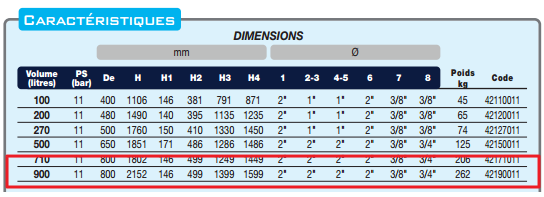 CARACTÉRISTIQUES
DIMENSIONS
mm Ø
Volume (litres) PS (bar) De H H1 H2 H3 H4 1 2-3 4-5 6 7 8 Poids kg Code
100 11 400 1106 146 381 791 871 2" 1" 1" 2" 3/8" 3/8" 45 42110011
200 11 480 1490 140 395 1135 1235 2" 1" 1" 2" 3/8" 3/8" 65 42120011
270 11 500 1760 150 410 1330 1450 2" 1" 1" 2" 3/8" 3/8" 74 42127011
500 11 650 1851 171 486 1286 1486 2" 2" 2" 2" 3/8" 3/4" 125 42150011
710 11 800 1802 146 499 1249 1449 2" 2" 2" 2" 3/8" 3/4" 206 42171011
900 11 800 2152 146 499 1399 1599 2" 2" 2" 2" 3/8" 3/4" 262 42190011